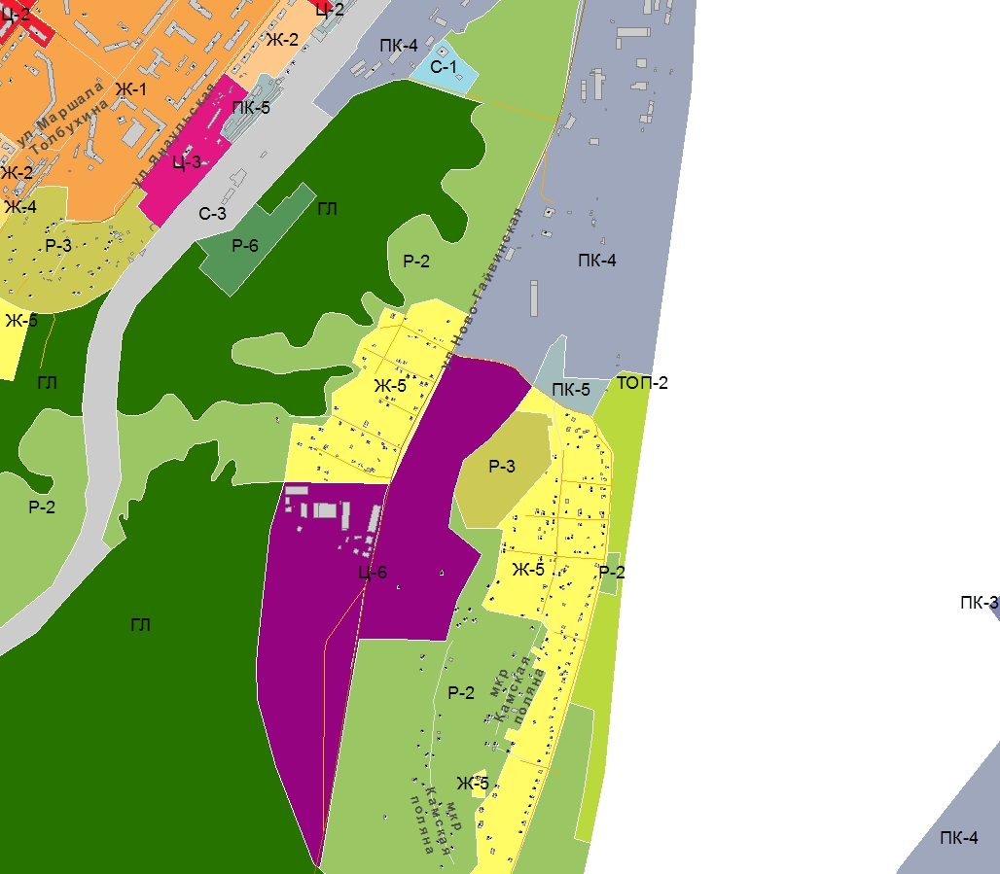 Ц-2
Ц-2
Ж-2
ПК-4
С-1
Ж-1
ул Маршала
Толбухина
ПК-5
ул Янаульская
Ц-3
Ж-2
Ж-4
С-3
ГЛ
Р-3
Р-6
Р-2
ул Ново-Гайвинская
ПК-4
Ж-5
ГЛ
Ж-5
ПК-5
ТОП-2
Р-3
Р-2
Ц-6
Ж-5
Р-2
ПК-3
ГЛ
Р-2
мкр
Камская
поляна
Ж-5
мкр
Камская
поляна
ПК-4